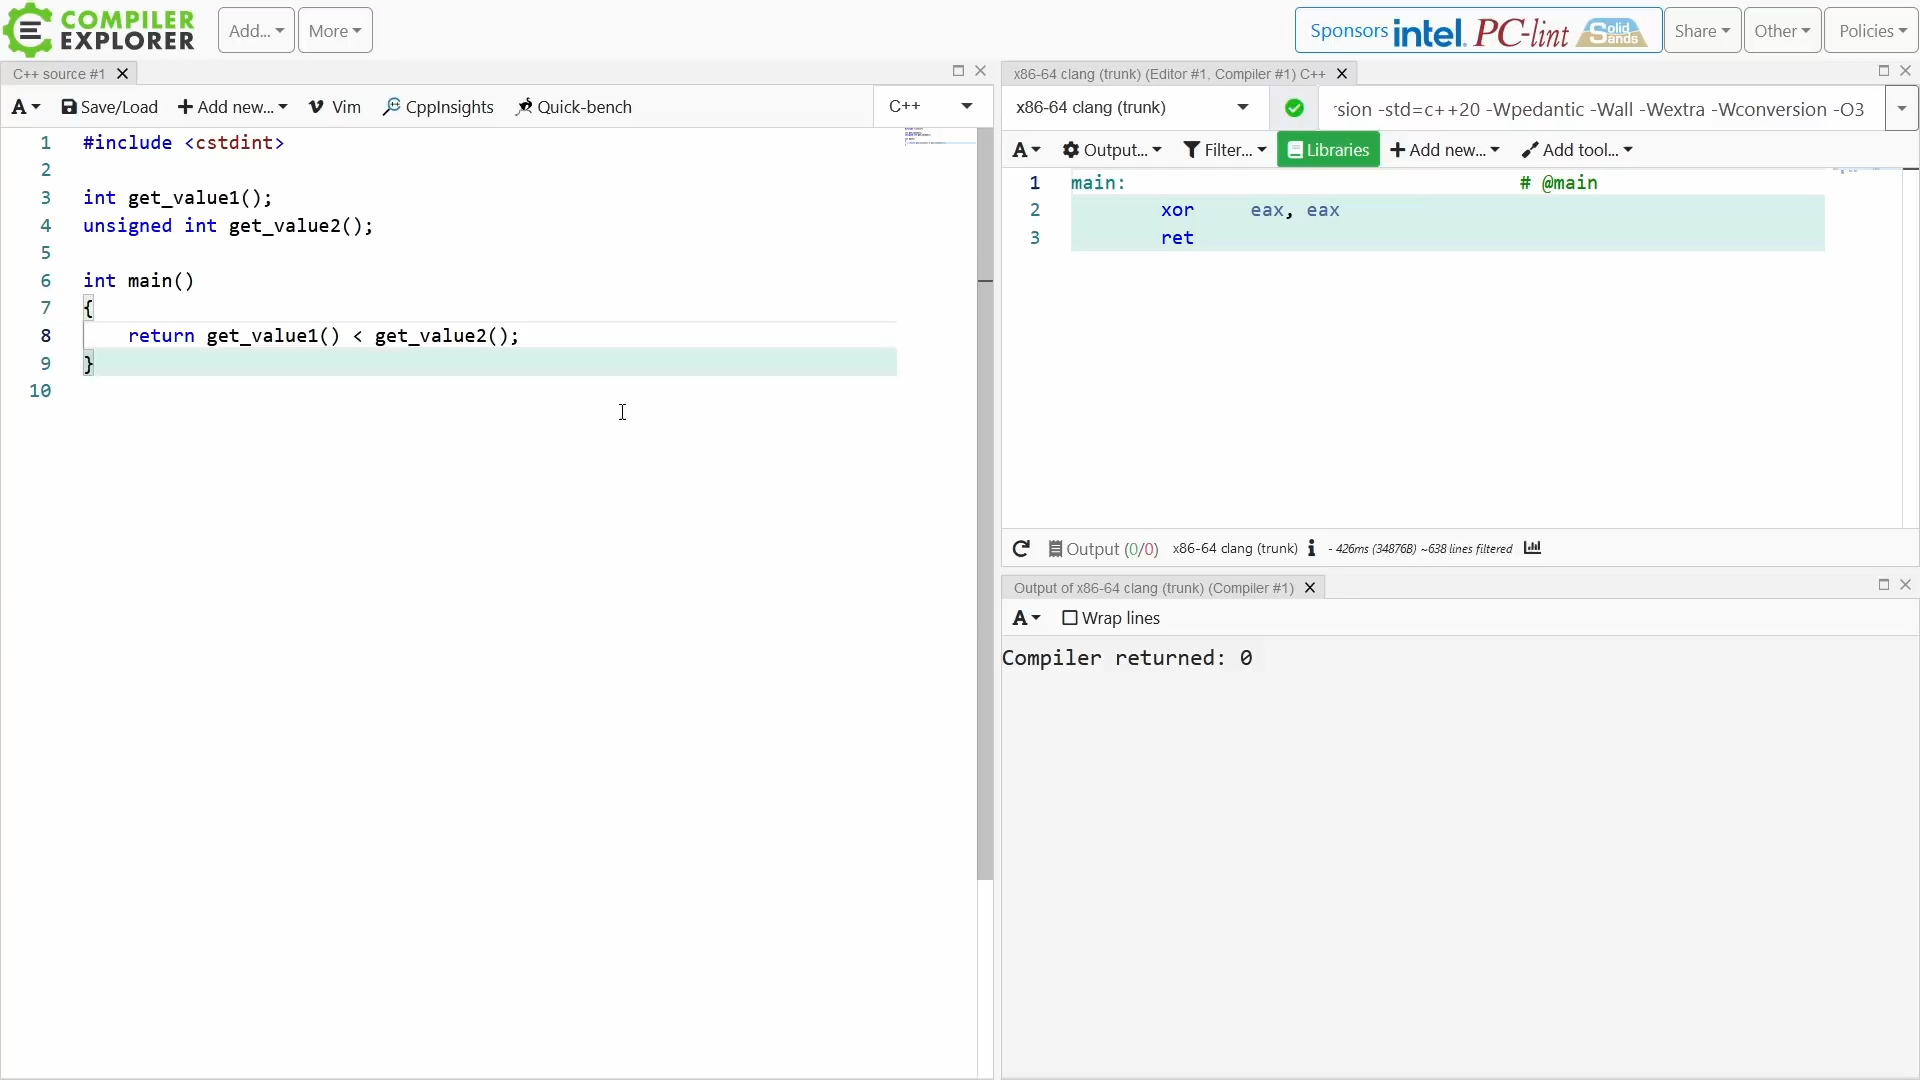 COMPILER
EXPLORER
Add...
More
Sponsors intel. PC-lint Solid Sands
Share
Other
Policies
C++ source #1
A
Save/Load
Add new...
Vim
CppInsights
Quick-bench
C++
1 #include <cstdint>
2
3 int get_value1();
4 unsigned int get_value2();
5
6 int main()
7 {
8 return get_value1() < get_value2();
9 }
10
x86-64 clang (trunk) (Editor #1, Compiler #1) C++
x86-64 clang (trunk)
rsion -std=c++20 -Wpedantic -Wall -Wextra -Wconversion -O3
A
Output...
Filter...
Libraries
Add new...
Add tool...
1 main: # @main
2 xor eax, eax
3 ret
Output (0/0) x86-64 clang (trunk) - 426ms (34876B) ~638 lines filtered
Output of x86-64 clang (trunk) (Compiler #1)
A
Wrap lines
Compiler returned: 0